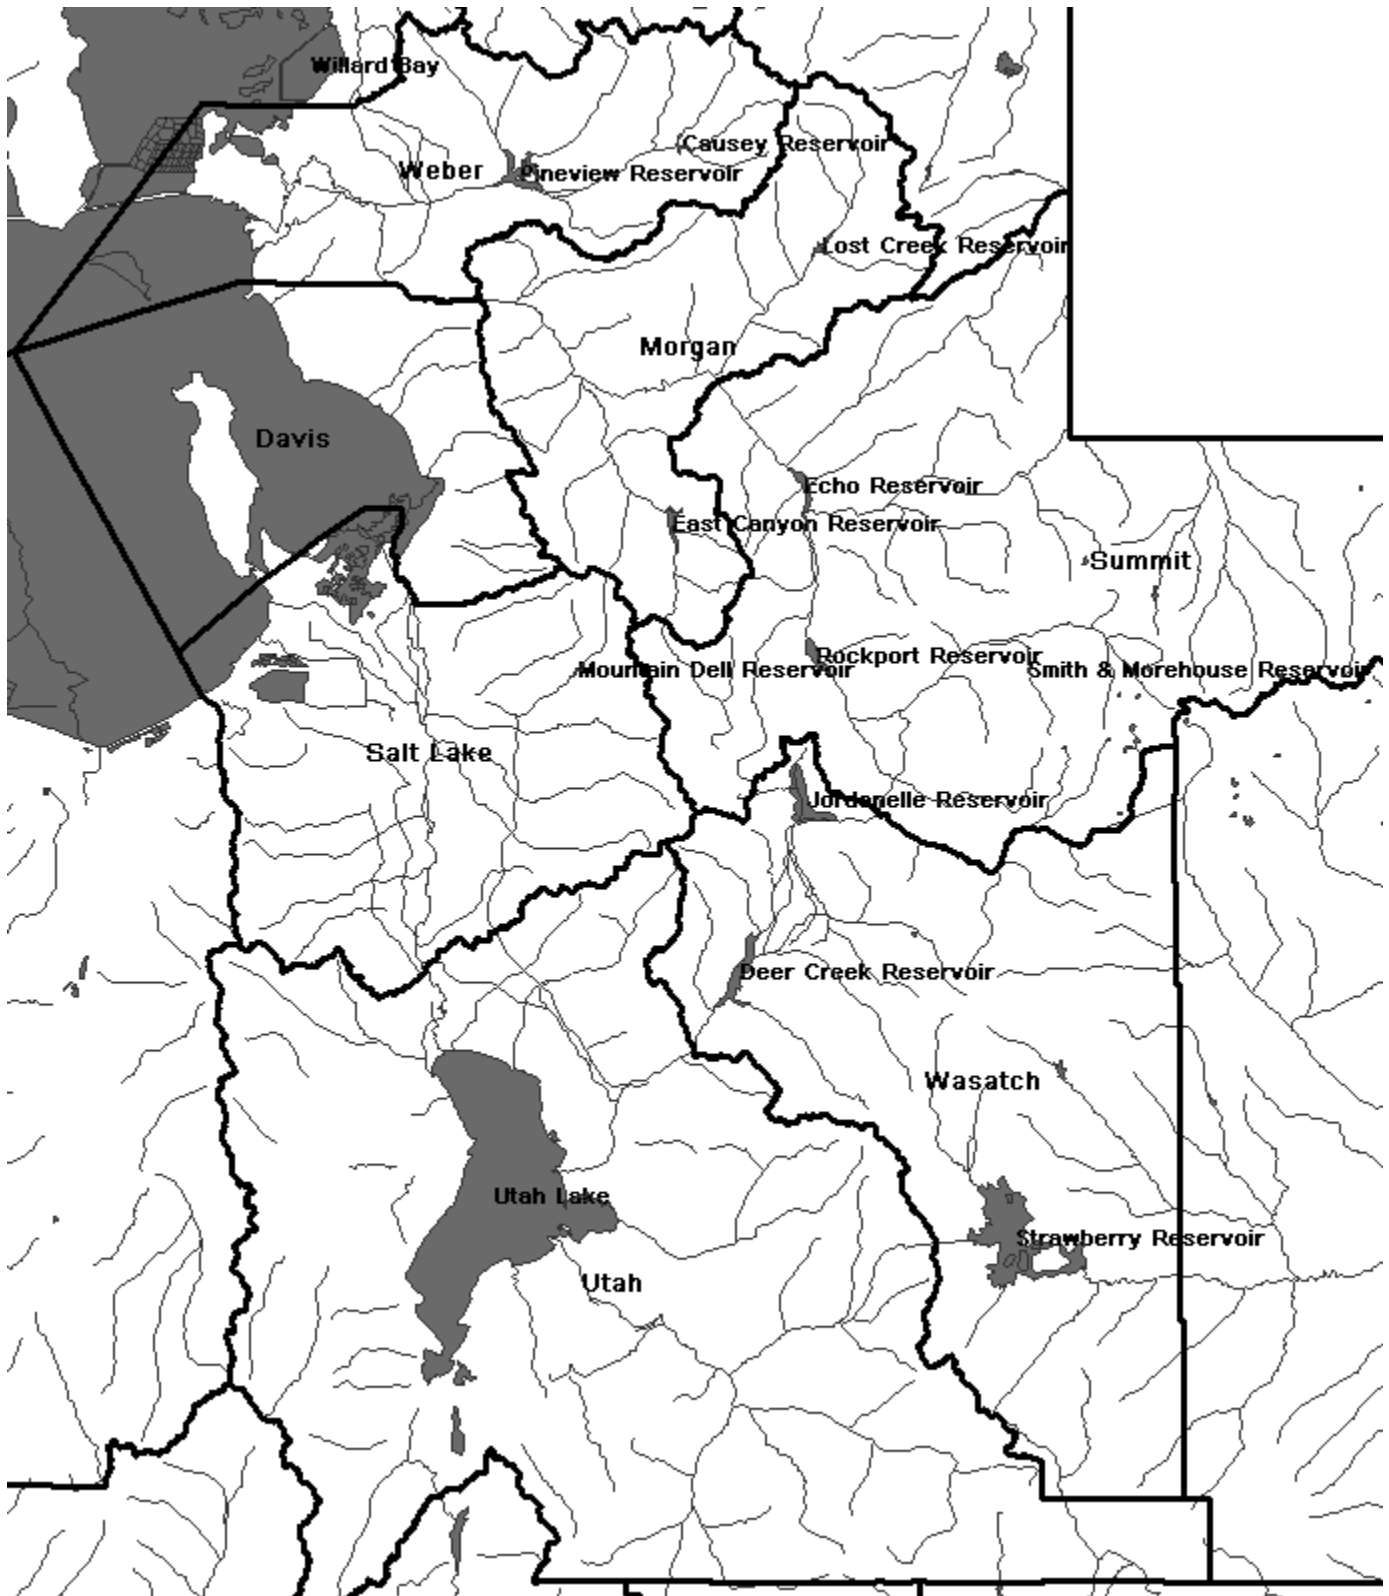 Willard Bay
Causey Reservoir
Weber
Pineview Reservoir
Lost Creek Reservoir
Morgan
Davis
Echo Reservoir
East Canyon Reservoir
Summit
Rockport Reservoir
Mountain Dell Reservoir
Smith & Morehouse Reservoir
Salt Lake
Jordanelle Reservoir
Deer Creek Reservoir
Wasatch
Utah Lake
Strawberry Reservoir
Utah